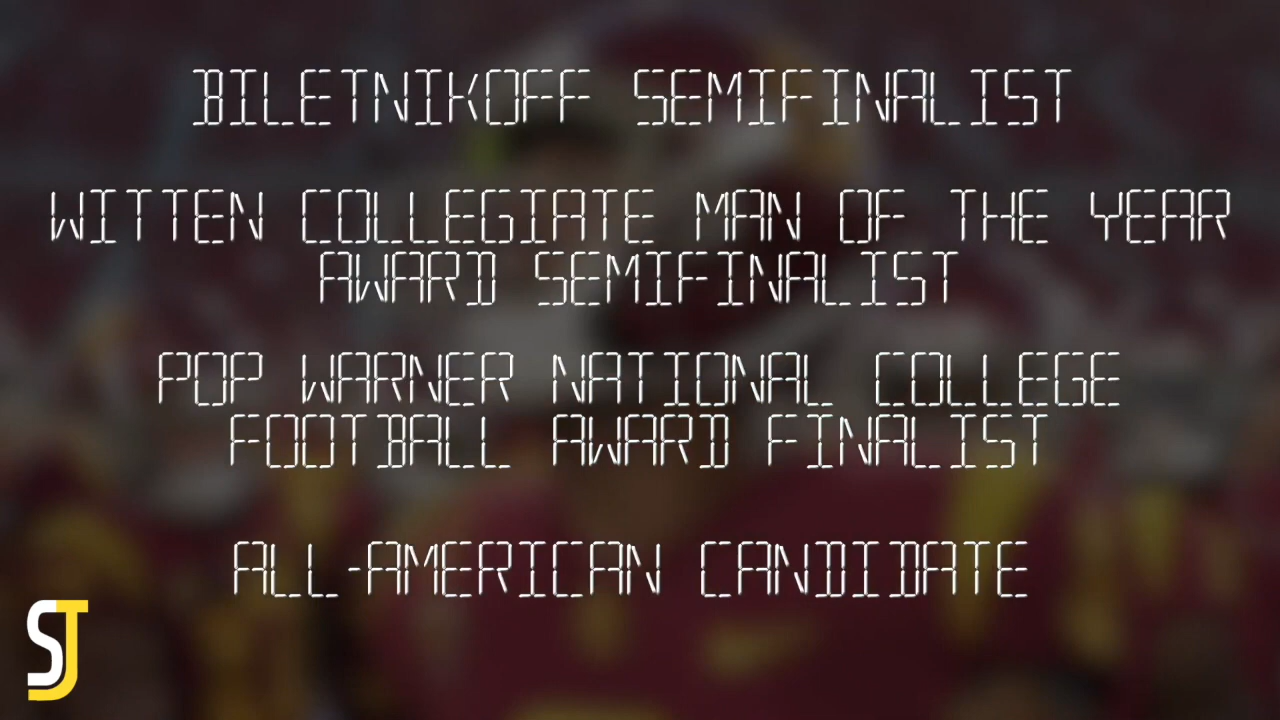 BILETNIKOFF SEMIFINALIST
WITTEN COLLEGIATE MAN OF THE YEAR
AWARD SEMIFINALIST
POP WARNER NATIONAL COLLEGE
FOOTBALL AWARD FINALIST
ALL-AMERICAN CANDIDATE
SJ